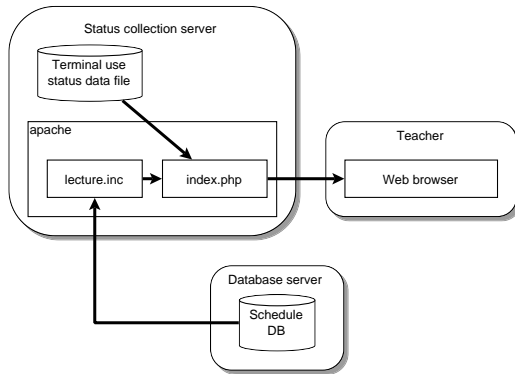 Status collection server
Terminal use
status data file
apache
lecture.inc
index.php
Teacher
Web browser
Database server
Schedule
DB